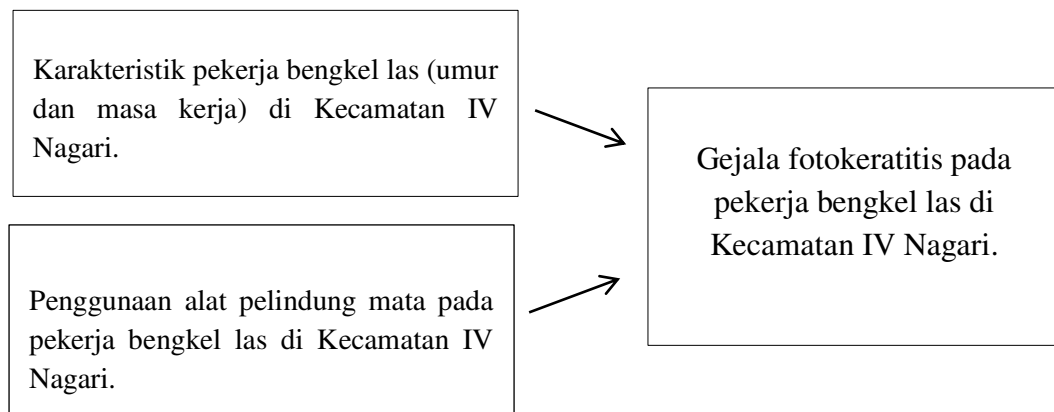 Karakteristik pekerja bengkel las (umur
dan masa kerja) di Kecamatan IV
Nagari.
Penggunaan alat pelindung mata pada
pekerja bengkel las di Kecamatan IV
Nagari.
Gejala fotokeratitis pada
pekerja bengkel las di
Kecamatan IV Nagari.